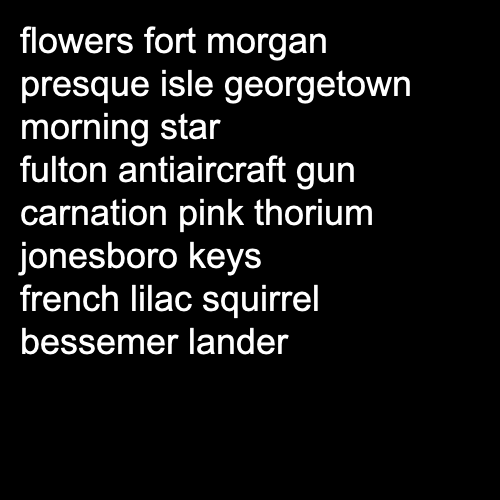 flowers fort morgan
presque isle georgetown
morning star
fulton antiaircraft gun
carnation pink thorium
jonesboro keys
french lilac squirrel
bessemer lander